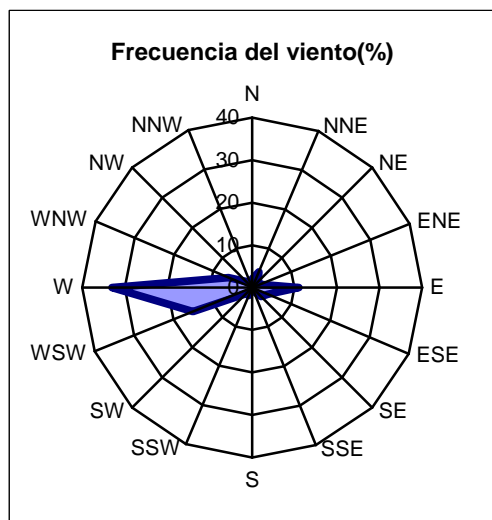 Frecuencia del viento(%)
N
NNW
NNE
40
NW
NE
30
20
WNW
ENE
10
W
0
E
WSW
ESE
SW
SE
SSW
SSE
S